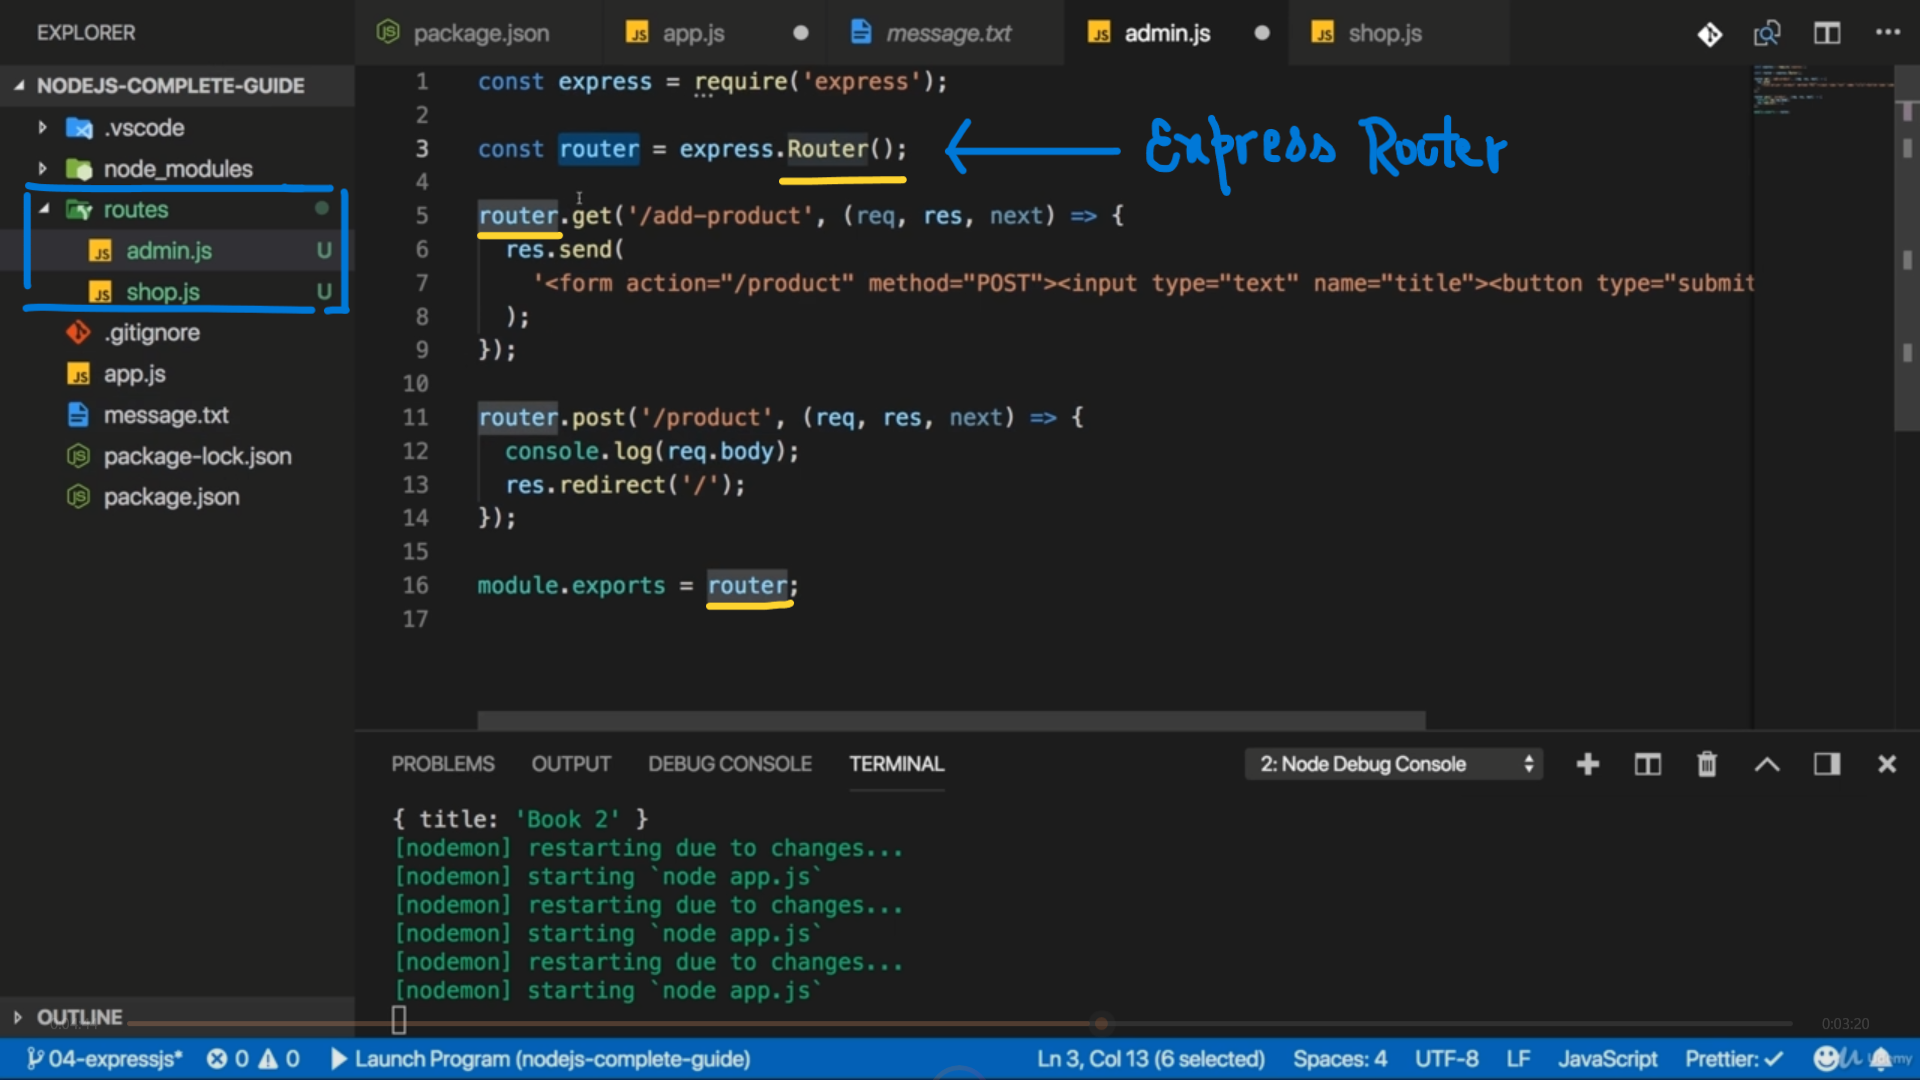 EXPLORER
NODEJS-COMPLETE-GUIDE
.vscode
node_modules
routes
admin.js U
shop.js U
.gitignore
app.js
message.txt
package-lock.json
package.json
OUTLINE
package.json
app.js
message.txt
admin.js
shop.js
1 const express = require('express');
2
3 const router = express.Router();
Express Router
4
5 router.get('/add-product', (req, res, next) => {
6 res.send(
7 '<form action="/product" method="POST"><input type="text" name="title"><button type="submit
8 );
9 });
10
11 router.post('/product', (req, res, next) => {
12 console.log(req.body);
13 res.redirect('/');
14 });
15
16 module.exports = router;
17
PROBLEMS OUTPUT DEBUG CONSOLE TERMINAL 2: Node Debug Console
{ title: 'Book 2' }
[nodemon] restarting due to changes...
[nodemon] starting `node app.js`
[nodemon] restarting due to changes...
[nodemon] starting `node app.js`
[nodemon] restarting due to changes...
[nodemon] starting `node app.js`
0:03:20
04-expressjs* 0 0 Launch Program (nodejs-complete-guide) Ln 3, Col 13 (6 selected) Spaces: 4 UTF-8 LF JavaScript Prettier: ✓